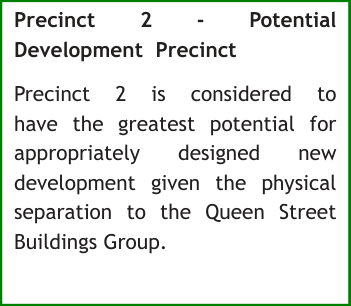 Precinct 2 - Potential
Development Precinct
Precinct 2 is considered to
have the greatest potential for
appropriately designed new
development given the physical
separation to the Queen Street
Buildings Group.